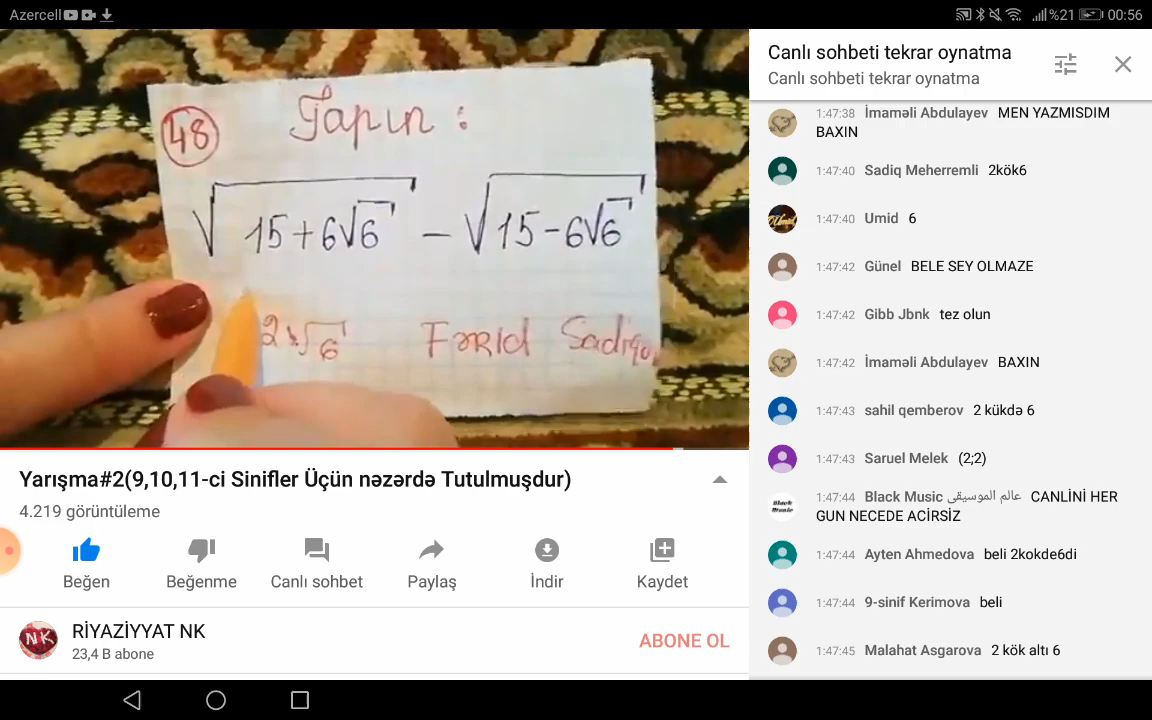 Azercell %21 00:56
48 Tapın :
√15+6√6 − √15−6√6
2√6 Fərid Sadıqo
Yarışma#2(9,10,11-ci Sinifler Üçün nəzərdə Tutulmuşdur)
4.219 görüntüleme
Beğen Beğenme Canlı sohbet Paylaş İndir Kaydet
NK RİYAZİYYAT NK
23,4 B abone
ABONE OL
Canlı sohbeti tekrar oynatma
Canlı sohbeti tekrar oynatma
1:47:38 İmaməli Abdulayev MEN YAZMISDIM
BAXIN
1:47:40 Sadiq Meherremli 2kök6
1:47:40 Umid 6
1:47:42 Günel BELE SEY OLMAZE
1:47:42 Gibb Jbnk tez olun
1:47:42 İmaməli Abdulayev BAXIN
1:47:43 sahil qemberov 2 kükdə 6
1:47:43 Saruel Melek (2;2)
1:47:44 Black Music عالم الموسيقى CANLİNİ HER
GUN NECEDE ACİRSİZ
1:47:44 Ayten Ahmedova beli 2kokde6di
1:47:44 9-sinif Kerimova beli
1:47:45 Malahat Asgarova 2 kök altı 6